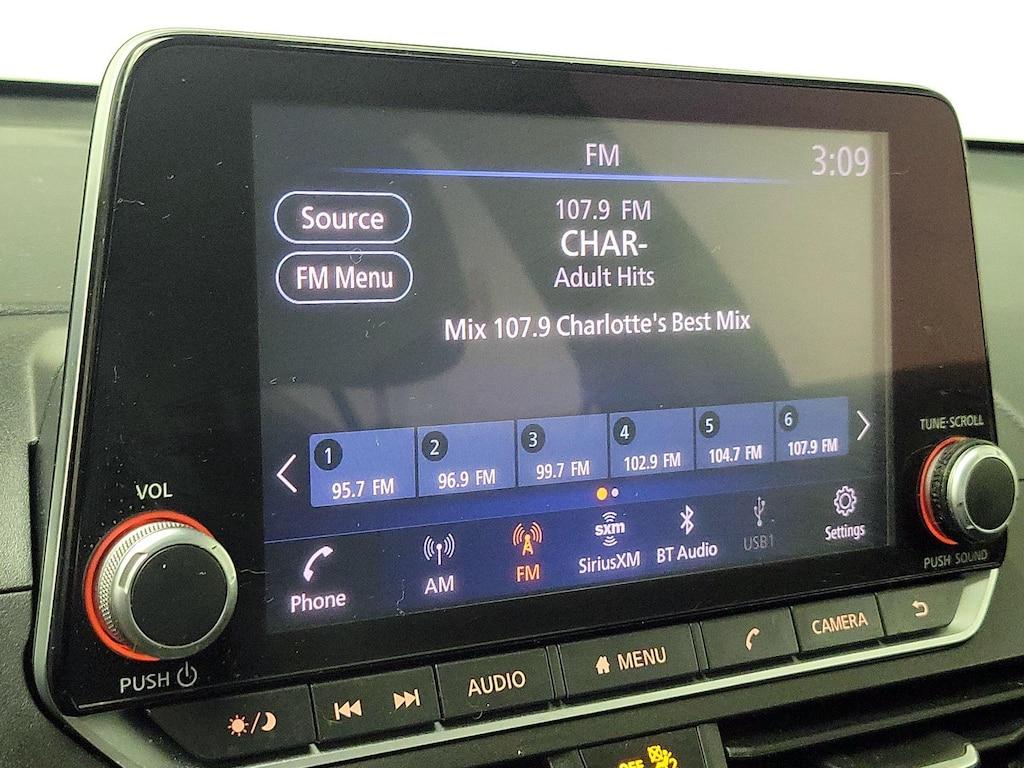 FM
3:09
Source
107.9 FM
CHAR-
FM Menu
Adult Hits
Mix 107.9 Charlotte's Best Mix
1 95.7 FM
2 96.9 FM
3 99.7 FM
4 102.9 FM
5 104.7 FM
6 107.9 FM
TUNE·SCROLL
VOL
Phone
AM
FM
sxm
SiriusXM
BT Audio
USB1
Settings
PUSH SOUND
PUSH
AUDIO
MENU
CAMERA
OFF